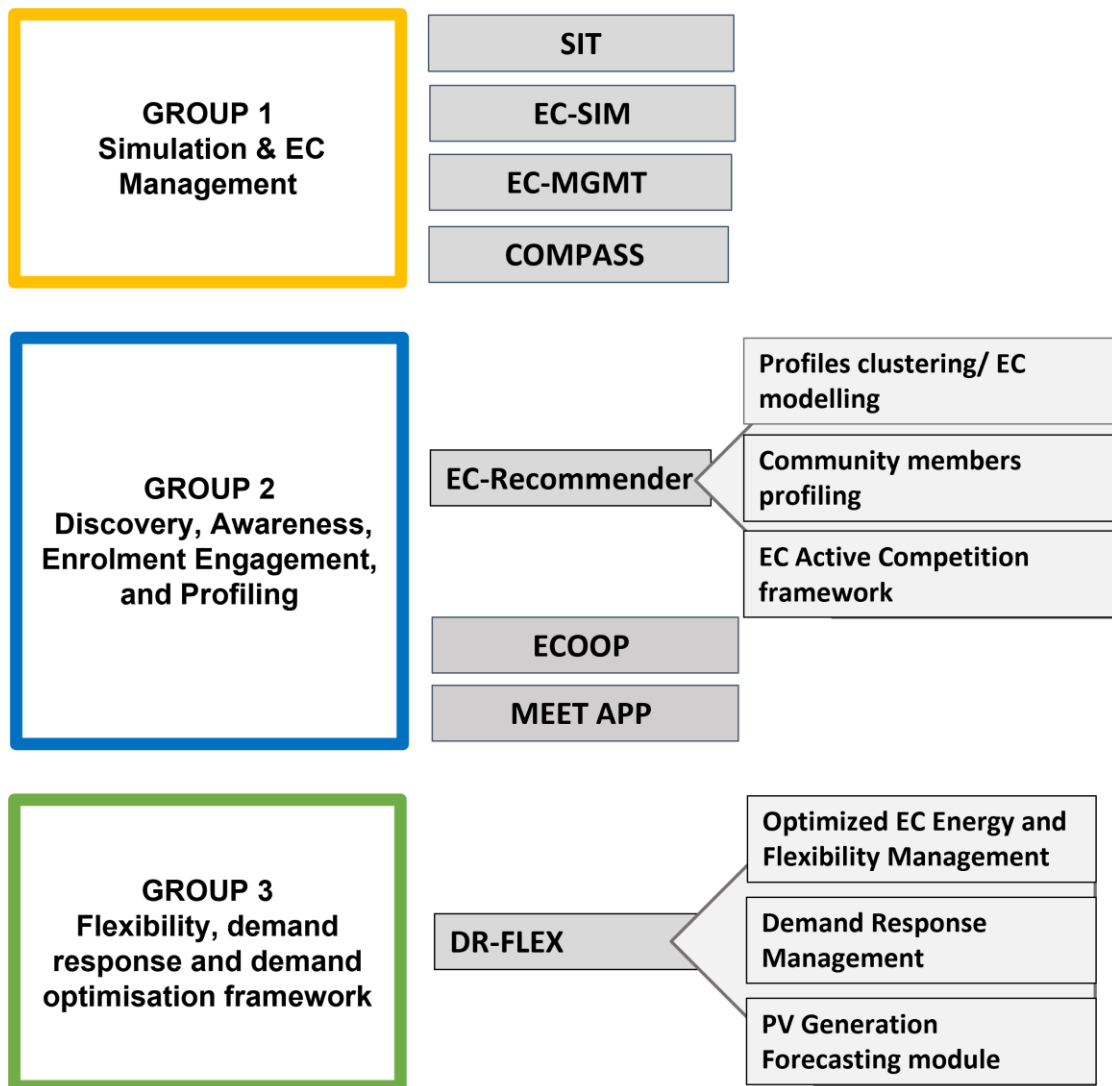 GROUP 1
Simulation & EC
Management
SIT
EC-SIM
EC-MGMT
COMPASS
GROUP 2
Discovery, Awareness,
Enrolment Engagement,
and Profiling
EC-Recommender
Profiles clustering/ EC
modelling
Community members
profiling
EC Active Competition
framework
ECOOP
MEET APP
GROUP 3
Flexibility, demand
response and demand
optimisation framework
DR-FLEX
Optimized EC Energy and
Flexibility Management
Demand Response
Management
PV Generation
Forecasting module